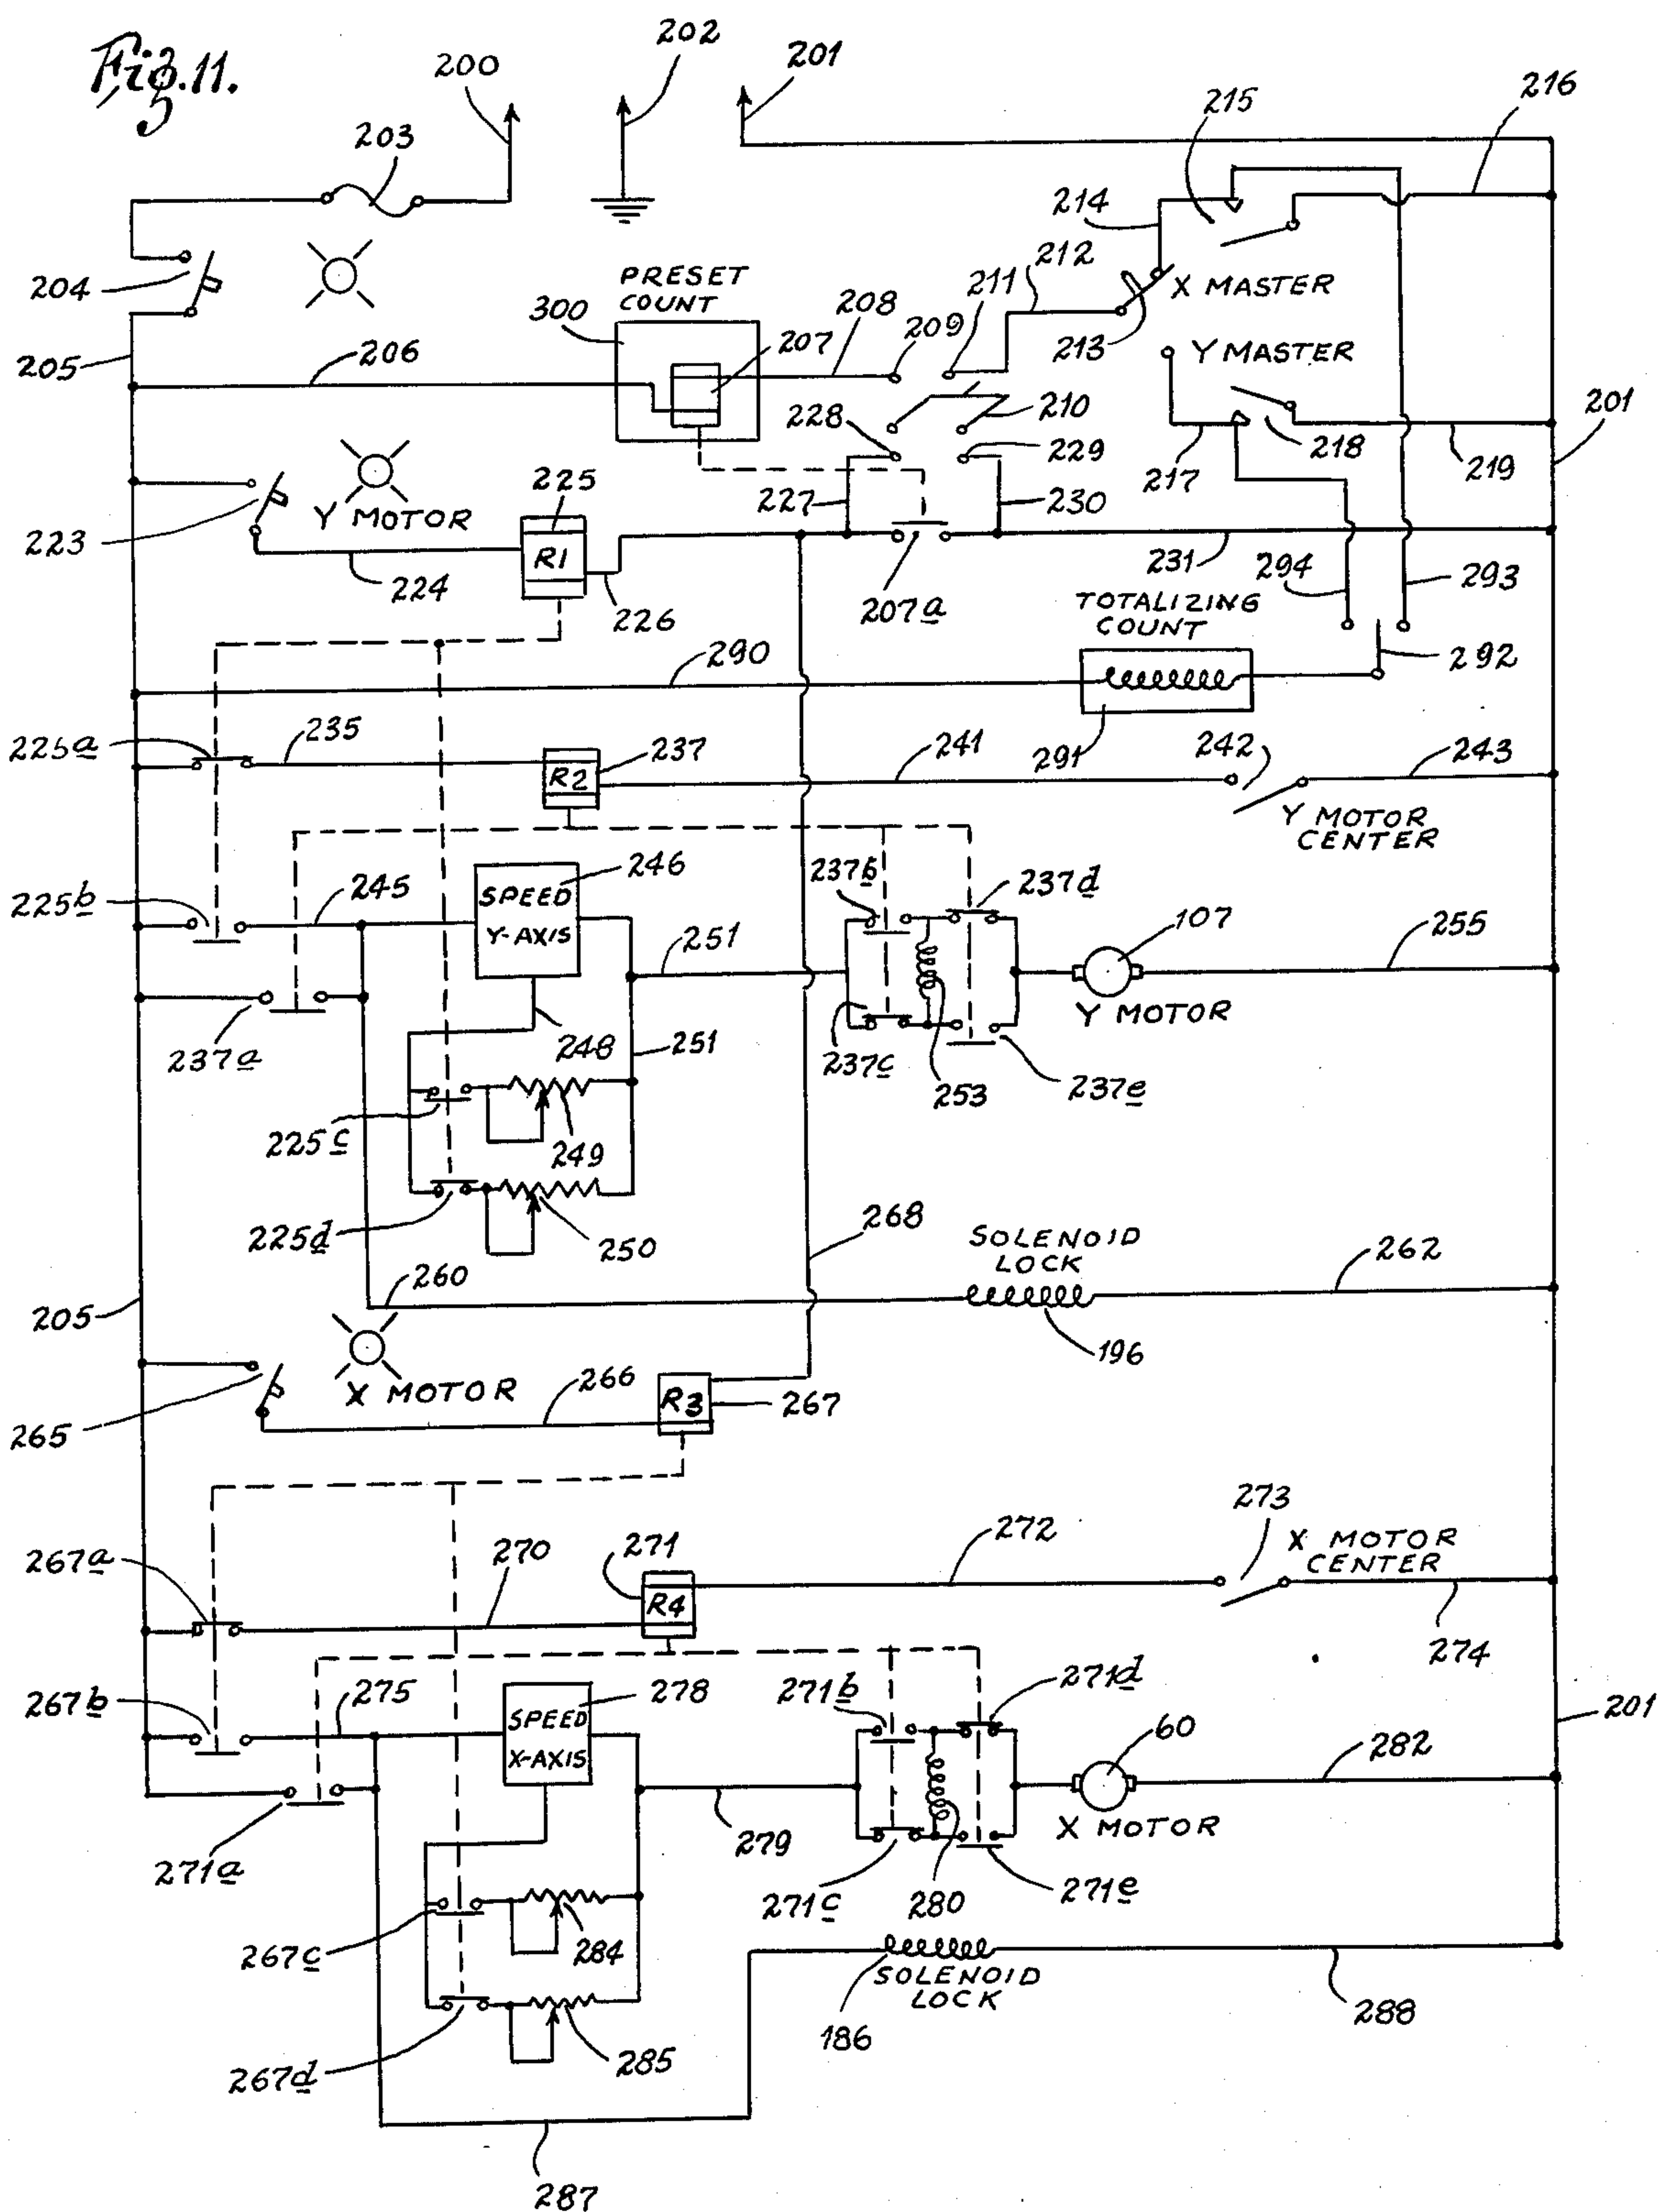 Fig. 11.
200
202
201
203
215
216
214
204
PRESET
COUNT
300
207
208
209
211
212
213
X MASTER
Y MASTER
205
206
210
228
229
201
217
218
219
223
Y MOTOR
225
R1
224
226
227
207a
230
231
294
293
TOTALIZING
COUNT
290
291
292
225a
235
R2
237
241
242
243
Y MOTOR
CENTER
225b
245
SPEED
Y-AXIS
246
237b
237d
107
255
251
Y MOTOR
237a
248
251
237c
253
237e
225c
249
225d
250
268
SOLENOID
LOCK
262
260
196
205
265
X MOTOR
266
R3
267
273
X MOTOR
CENTER
267a
270
271
R4
272
274
267b
275
SPEED
X-AXIS
278
271b
271d
60
201
282
X MOTOR
271a
279
271c
280
271e
267c
284
SOLENOID
LOCK
186
288
267d
285
287